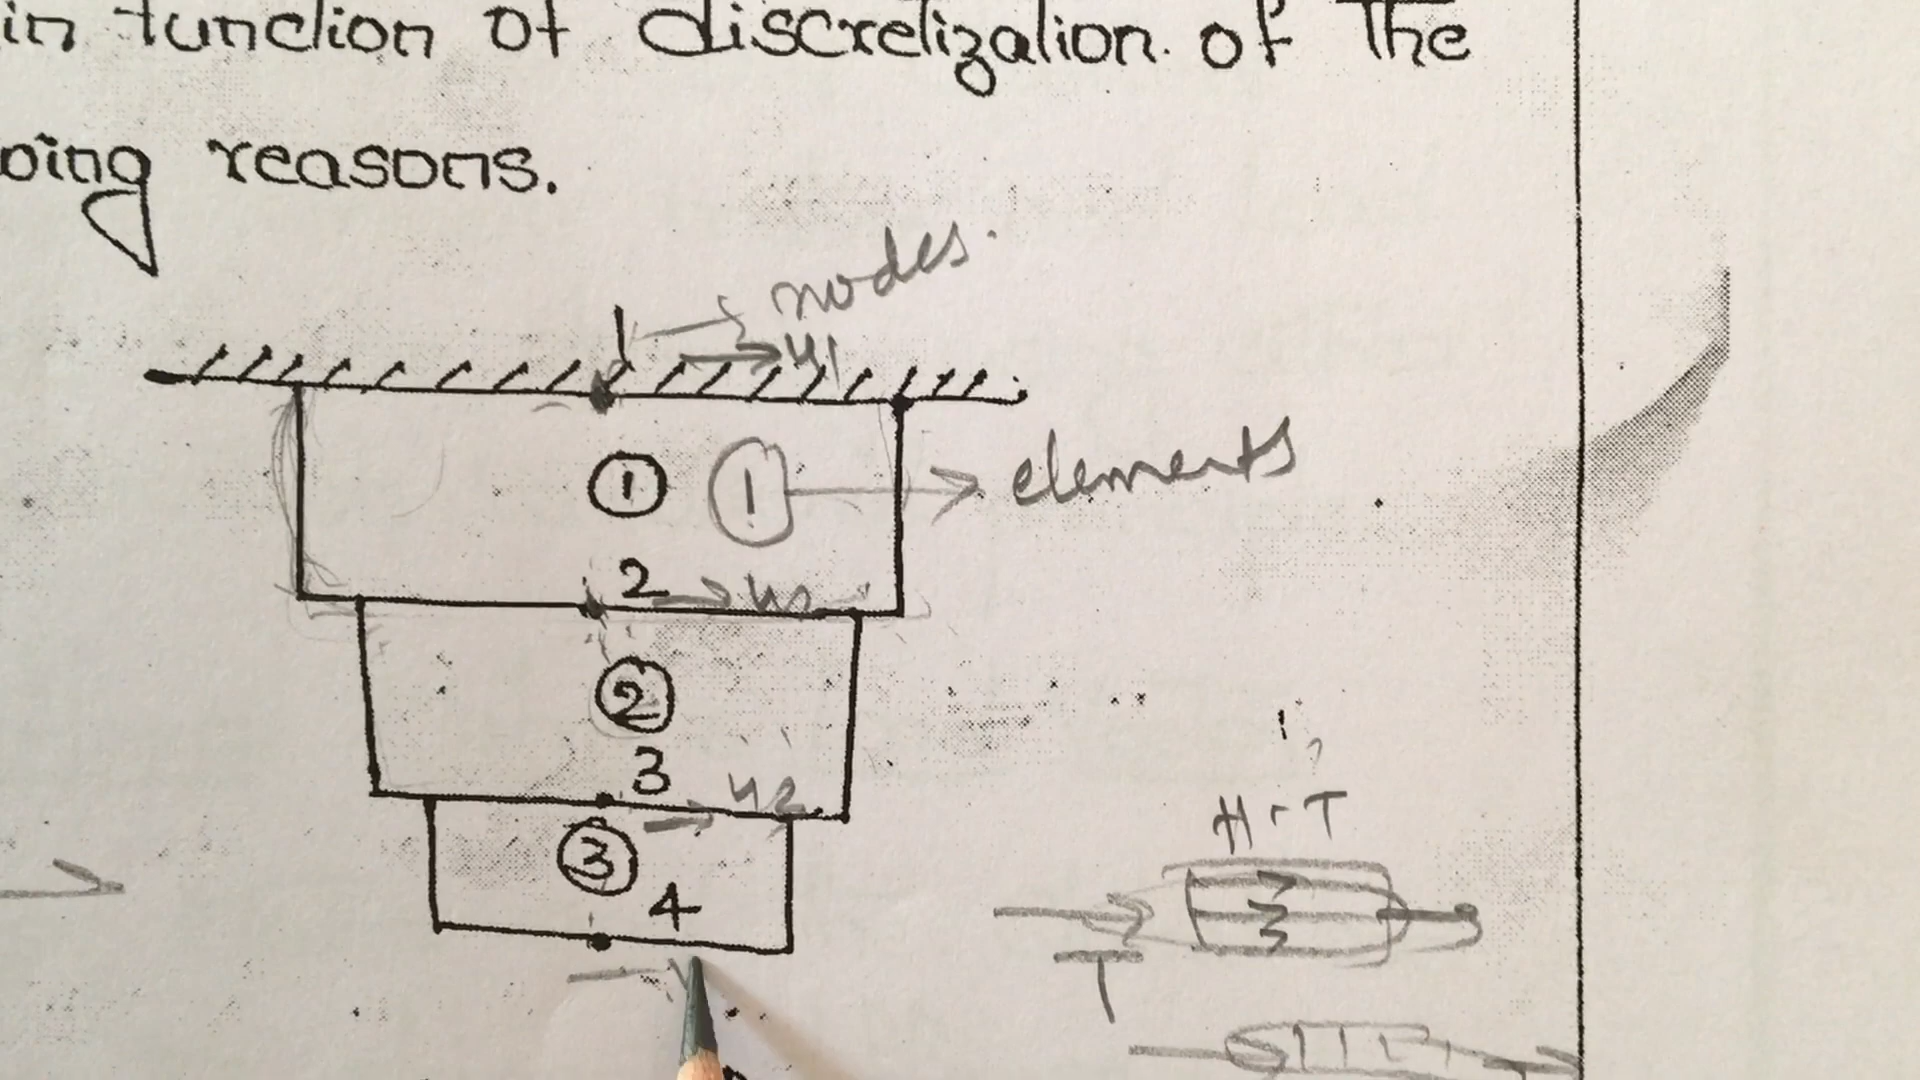 in function of discretization. of The
oing reasons.
nodes.
1
u1
① 1 elements
2 u2
②
3 u3
③
4
H-T
T